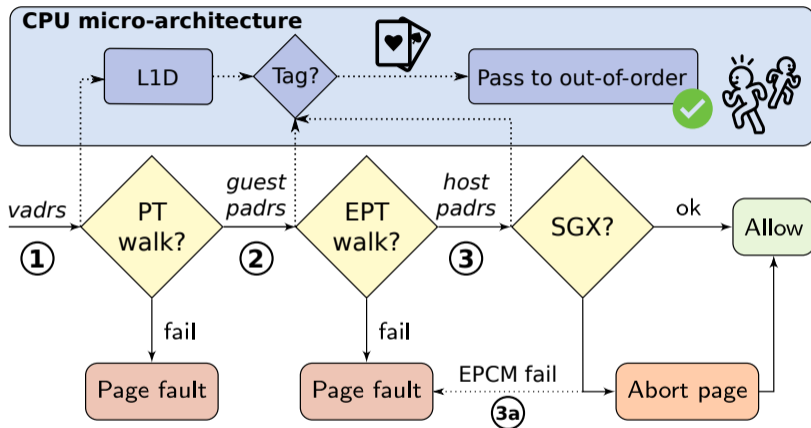 CPU micro-architecture
L1D
Tag?
Pass to out-of-order
vadrs
PT
walk?
guest
padrs
EPT
walk?
host
padrs
SGX?
ok
Allow
1
2
3
fail
fail
Page fault
Page fault
EPCM fail
3a
Abort page